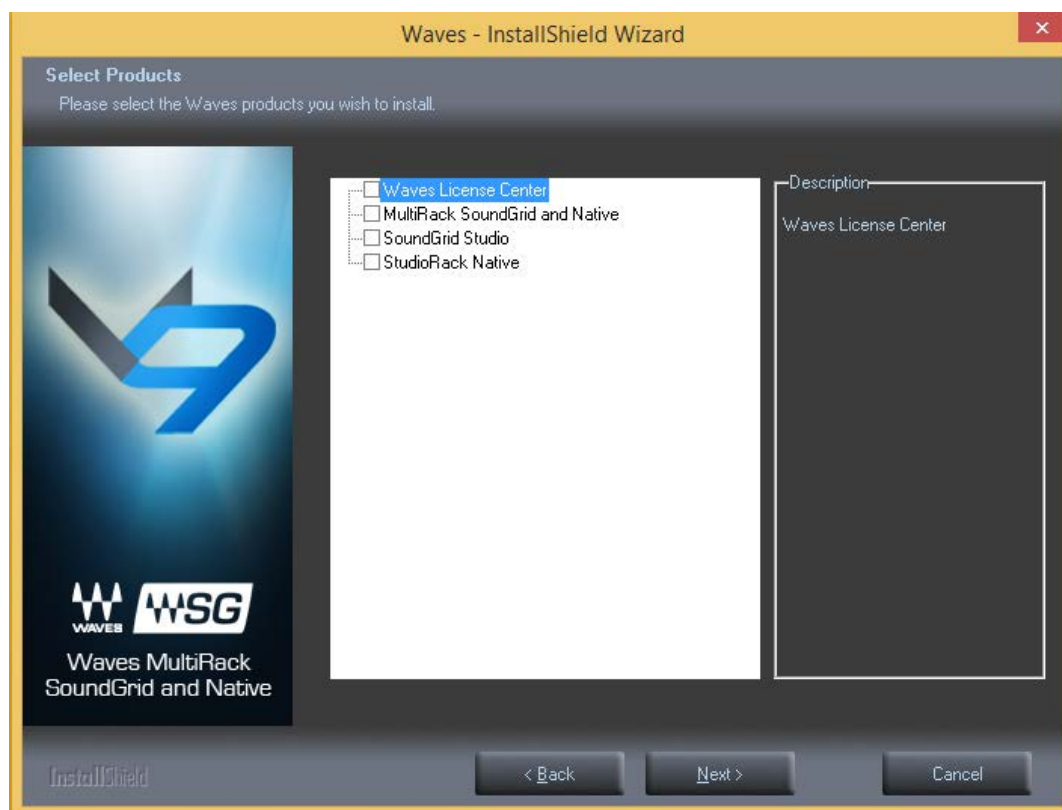 Waves - InstallShield Wizard
Select Products
Please select the Waves products you wish to install.
Waves License Center
MultiRack SoundGrid and Native
SoundGrid Studio
StudioRack Native
Description
Waves License Center
V9
WAVES
WSG
Waves MultiRack
SoundGrid and Native
InstallShield
< Back
Next >
Cancel